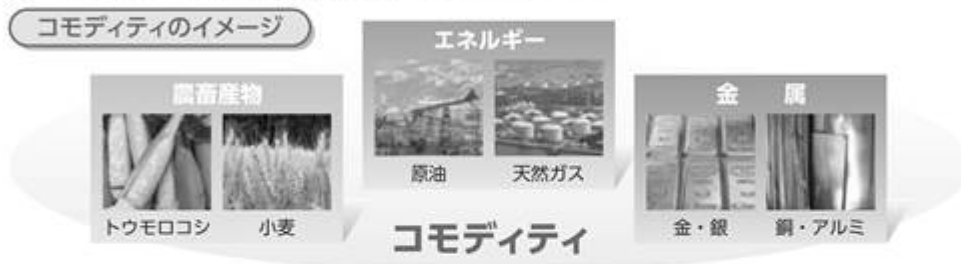 コモディティのイメージ
農畜産物
トウモロコシ
小麦
エネルギー
原油
天然ガス
金 属
金・銀
銅・アルミ
コモディティ